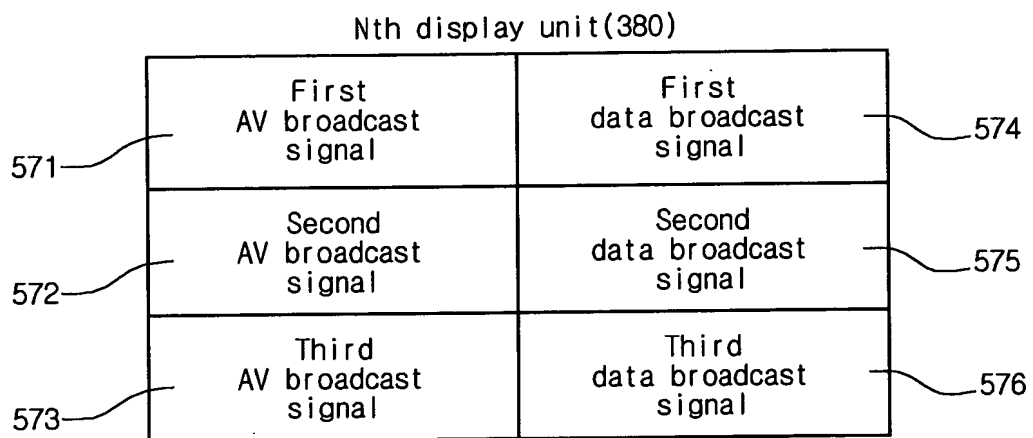 Nth display unit(380)
First
AV broadcast
signal
571
First
data broadcast
signal
574
Second
AV broadcast
signal
572
Second
data broadcast
signal
575
Third
AV broadcast
signal
573
Third
data broadcast
signal
576